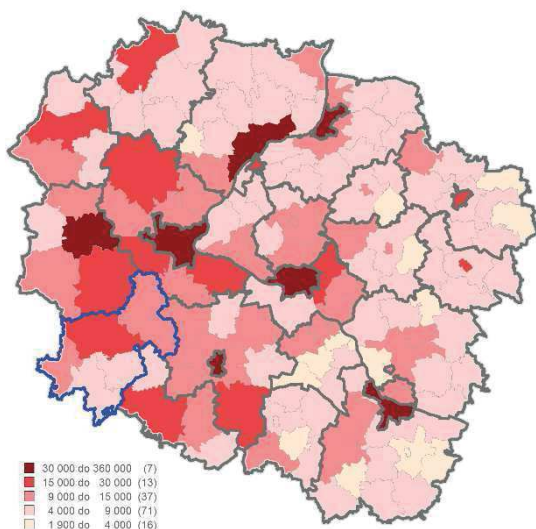 30 000 do 360 000 (7)
15 000 do 30 000 (13)
9 000 do 15 000 (37)
4 000 do 9 000 (71)
1 900 do 4 000 (16)